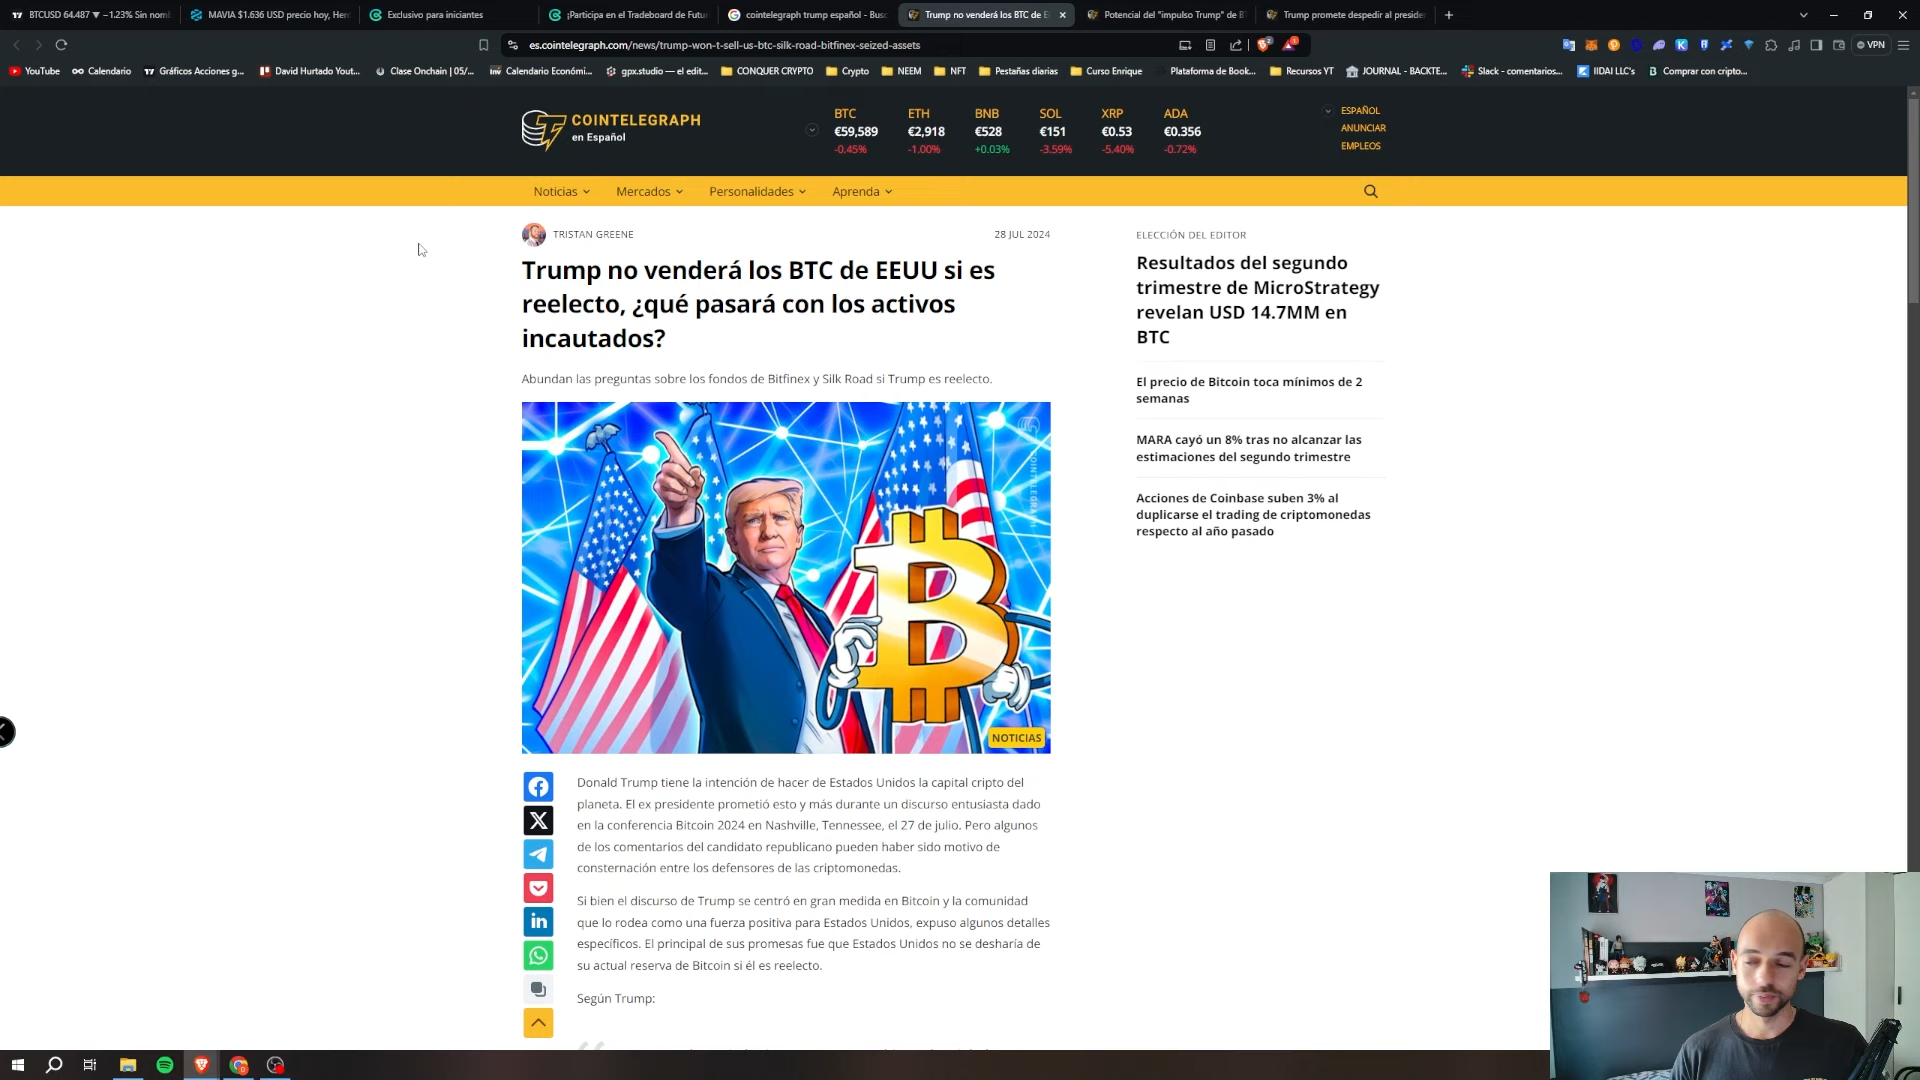 BTCUSD 64.487 ▼ −1.23% Sin nom
MAVIA $1.636 USD precio hoy, Her
Exclusivo para iniciantes
¡Participa en el Tradeboard de Futu
cointelegraph trump español - Bus
Trump no venderá los BTC de E
Potencial del "impulso Trump" de B
Trump promete despedir al preside
es.cointelegraph.com/news/trump-won-t-sell-us-btc-silk-road-bitfinex-seized-assets
VPN
YouTube
Calendario
Gráficos Acciones g...
David Hurtado Yout...
Clase Onchain | 05/...
Calendario Económi...
gpx.studio — el edit...
CONQUER CRYPTO
Crypto
NEEM
NFT
Pestañas diarias
Curso Enrique
Plataforma de Book...
Recursos YT
JOURNAL - BACKTE...
Slack - comentarios...
IIDAI LLC's
Comprar con cripto...
COINTELEGRAPH
en Español
BTC ETH BNB SOL XRP ADA
€59,589 €2,918 €528 €151 €0.53 €0.356
-0.45% -1.00% +0.03% -3.59% -5.40% -0.72%
ESPAÑOL
ANUNCIAR
EMPLEOS
Noticias Mercados Personalidades Aprenda
TRISTAN GREENE
28 JUL 2024
Trump no venderá los BTC de EEUU si es
reelecto, ¿qué pasará con los activos
incautados?
Abundan las preguntas sobre los fondos de Bitfinex y Silk Road si Trump es reelecto.
COINTELEGRAPH
NOTICIAS
Donald Trump tiene la intención de hacer de Estados Unidos la capital cripto del
planeta. El ex presidente prometió esto y más durante un discurso entusiasta dado
en la conferencia Bitcoin 2024 en Nashville, Tennessee, el 27 de julio. Pero algunos
de los comentarios del candidato republicano pueden haber sido motivo de
consternación entre los defensores de las criptomonedas.
Si bien el discurso de Trump se centró en gran medida en Bitcoin y la comunidad
que lo rodea como una fuerza positiva para Estados Unidos, expuso algunos detalles
específicos. El principal de sus promesas fue que Estados Unidos no se desharía de
su actual reserva de Bitcoin si él es reelecto.
Según Trump:
ELECCIÓN DEL EDITOR
Resultados del segundo
trimestre de MicroStrategy
revelan USD 14.7MM en
BTC
El precio de Bitcoin toca mínimos de 2
semanas
MARA cayó un 8% tras no alcanzar las
estimaciones del segundo trimestre
Acciones de Coinbase suben 3% al
duplicarse el trading de criptomonedas
respecto al año pasado